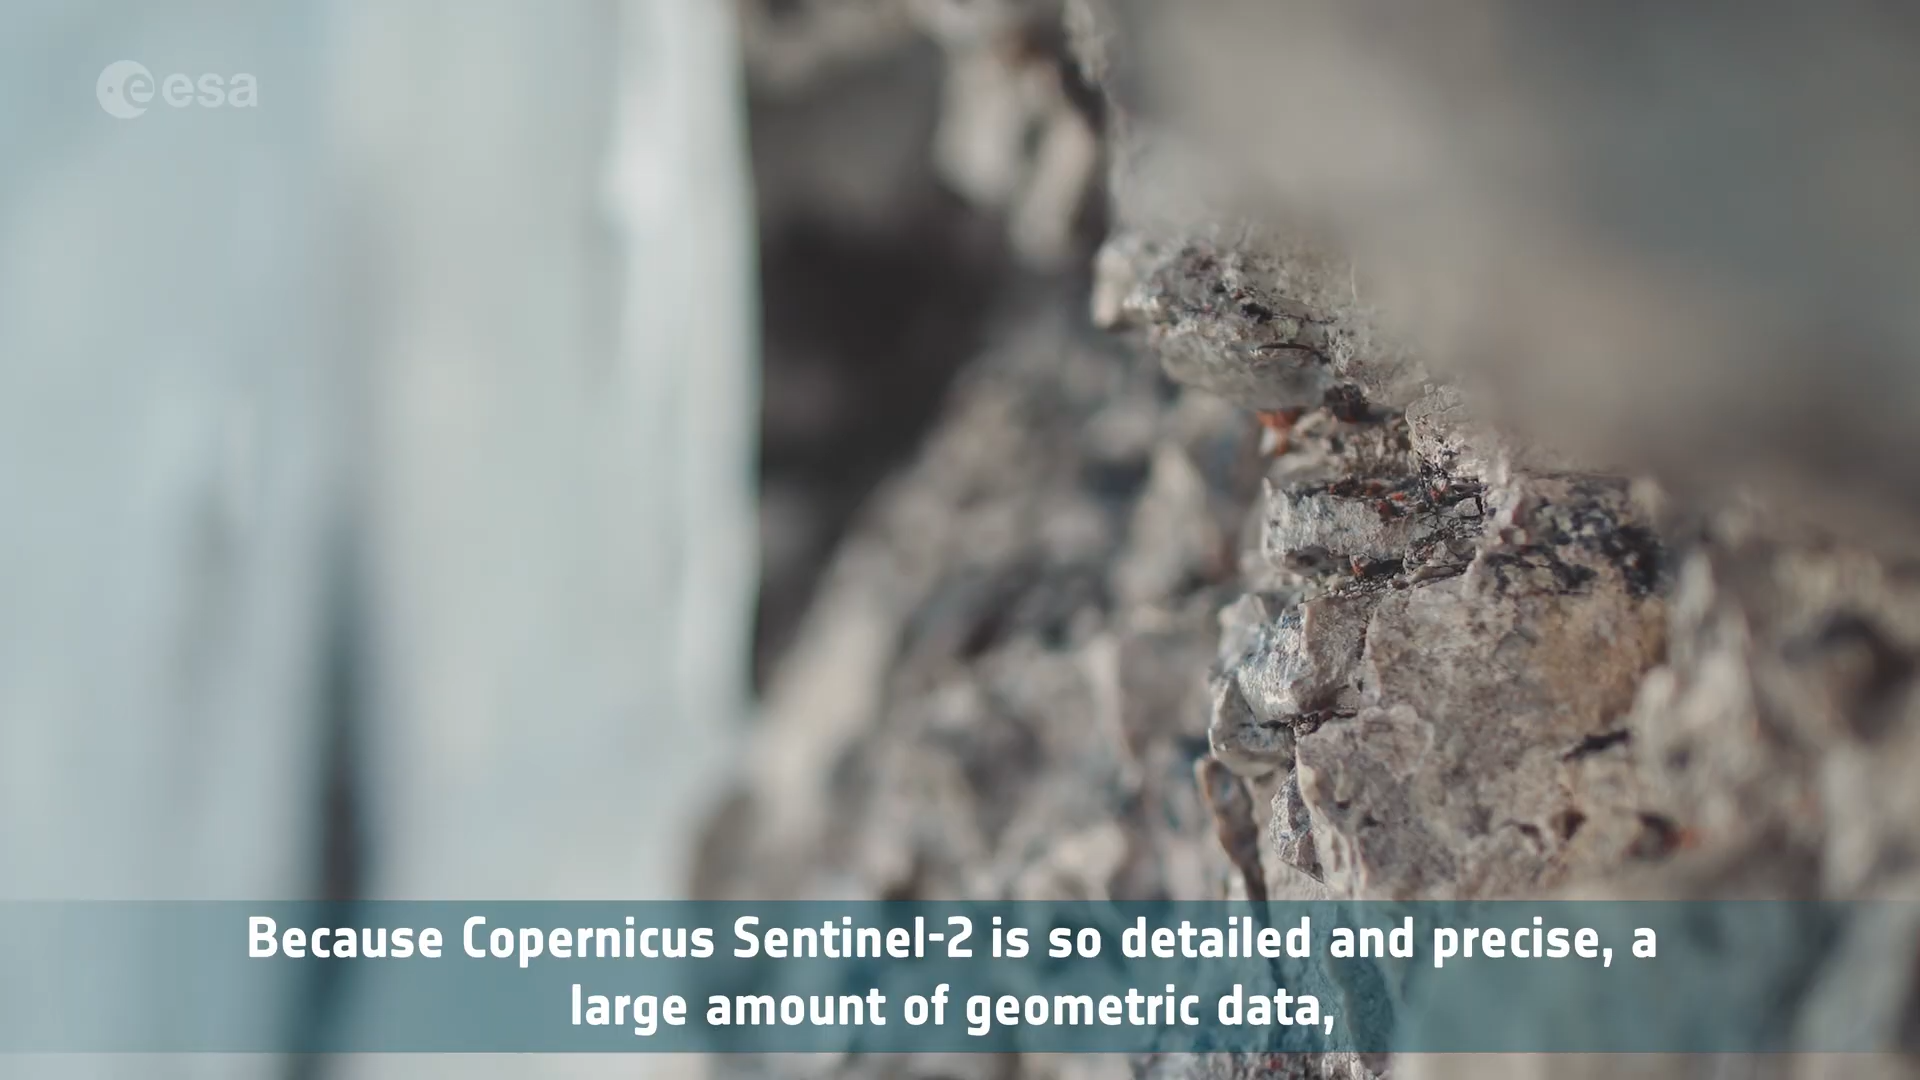 esa
Because Copernicus Sentinel-2 is so detailed and precise, a
large amount of geometric data,